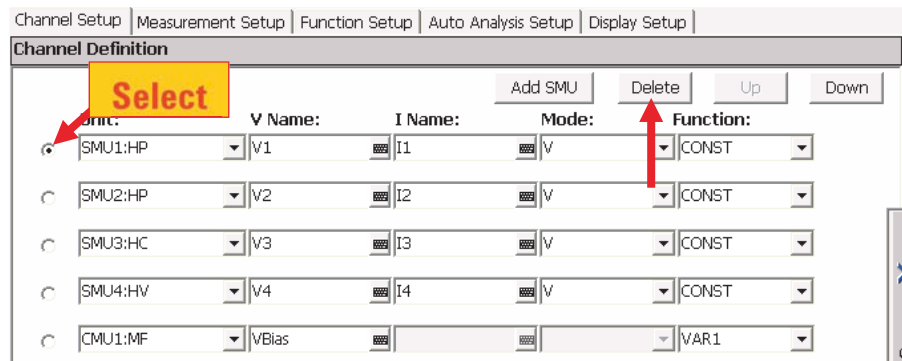 Channel Setup Measurement Setup Function Setup Auto Analysis Setup Display Setup
Channel Definition
Select
Add SMU Delete Up Down
Unit: V Name: I Name: Mode: Function:
SMU1:HP V1 I1 V CONST
SMU2:HP V2 I2 V CONST
SMU3:HC V3 I3 V CONST
SMU4:HV V4 I4 V CONST
CMU1:MF VBias VAR1